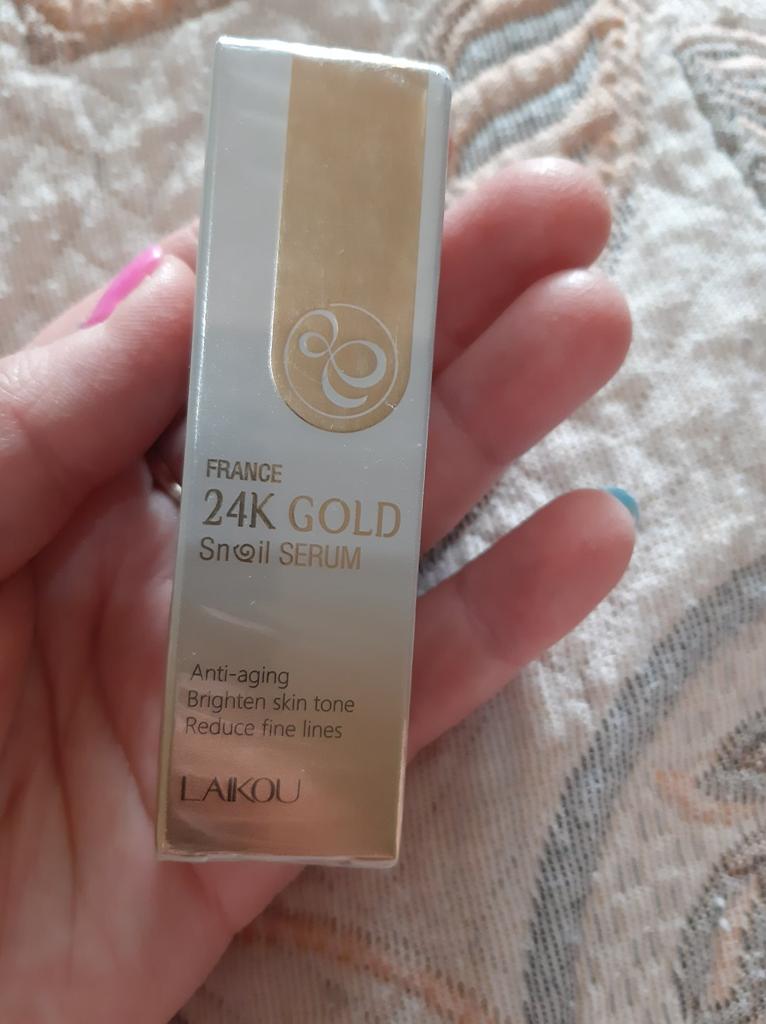 FRANCE
24K GOLD
Snail SERUM
Anti-aging
Brighten skin tone
Reduce fine lines
LAIKOU